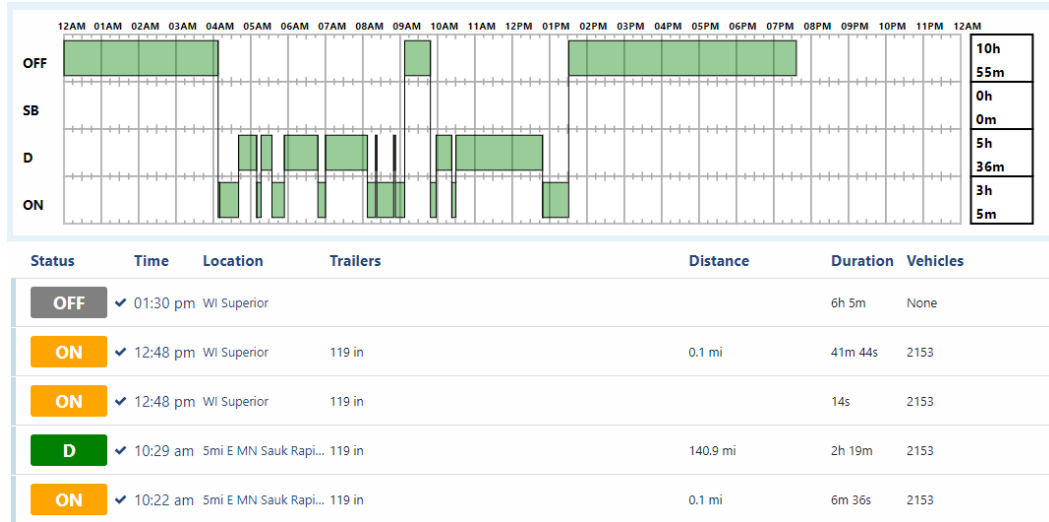 12AM 01AM 02AM 03AM 04AM 05AM 06AM 07AM 08AM 09AM 10AM 11AM 12PM 01PM 02PM 03PM 04PM 05PM 06PM 07PM 08PM 09PM 10PM 11PM 12AM
OFF 10h 55m
SB 0h 0m
D 5h 36m
ON 3h 5m
Status Time Location Trailers Distance Duration Vehicles
OFF 01:30 pm WI Superior 6h 5m None
ON 12:48 pm WI Superior 119 in 0.1 mi 41m 44s 2153
ON 12:48 pm WI Superior 119 in 14s 2153
D 10:29 am 5mi E MN Sauk Rapi... 119 in 140.9 mi 2h 19m 2153
ON 10:22 am 5mi E MN Sauk Rapi... 119 in 0.1 mi 6m 36s 2153